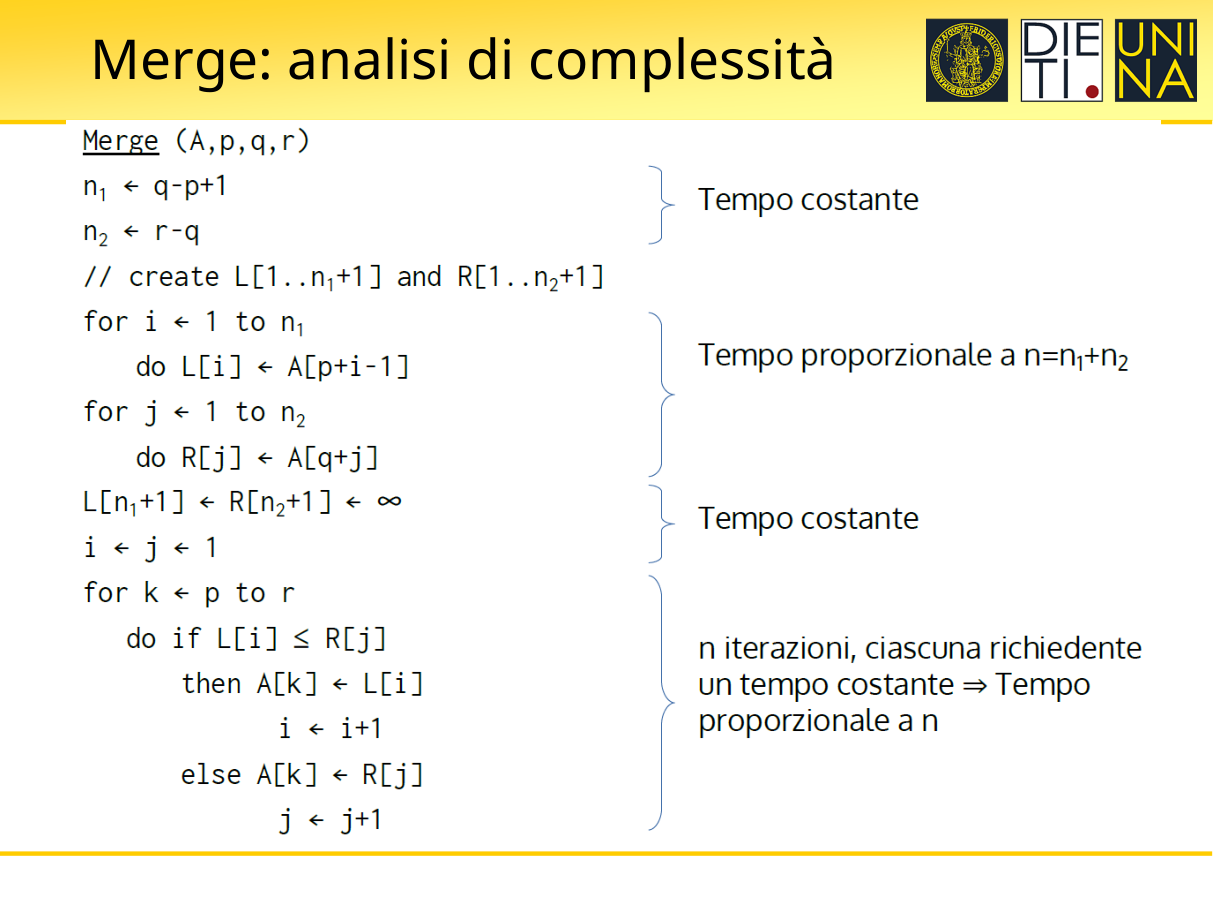 Merge: analisi di complessità
DIE
TI.
UNI
NA
Merge (A,p,q,r)
n₁ ← q-p+1
n₂ ← r-q
Tempo costante
// create L[1..n₁+1] and R[1..n₂+1]
for i ← 1 to n₁
do L[i] ← A[p+i-1]
for j ← 1 to n₂
do R[j] ← A[q+j]
Tempo proporzionale a n=n₁+n₂
L[n₁+1] ← R[n₂+1] ← ∞
i ← j ← 1
Tempo costante
for k ← p to r
do if L[i] ≤ R[j]
then A[k] ← L[i]
i ← i+1
else A[k] ← R[j]
j ← j+1
n iterazioni, ciascuna richiedente
un tempo costante ⇒ Tempo
proporzionale a n